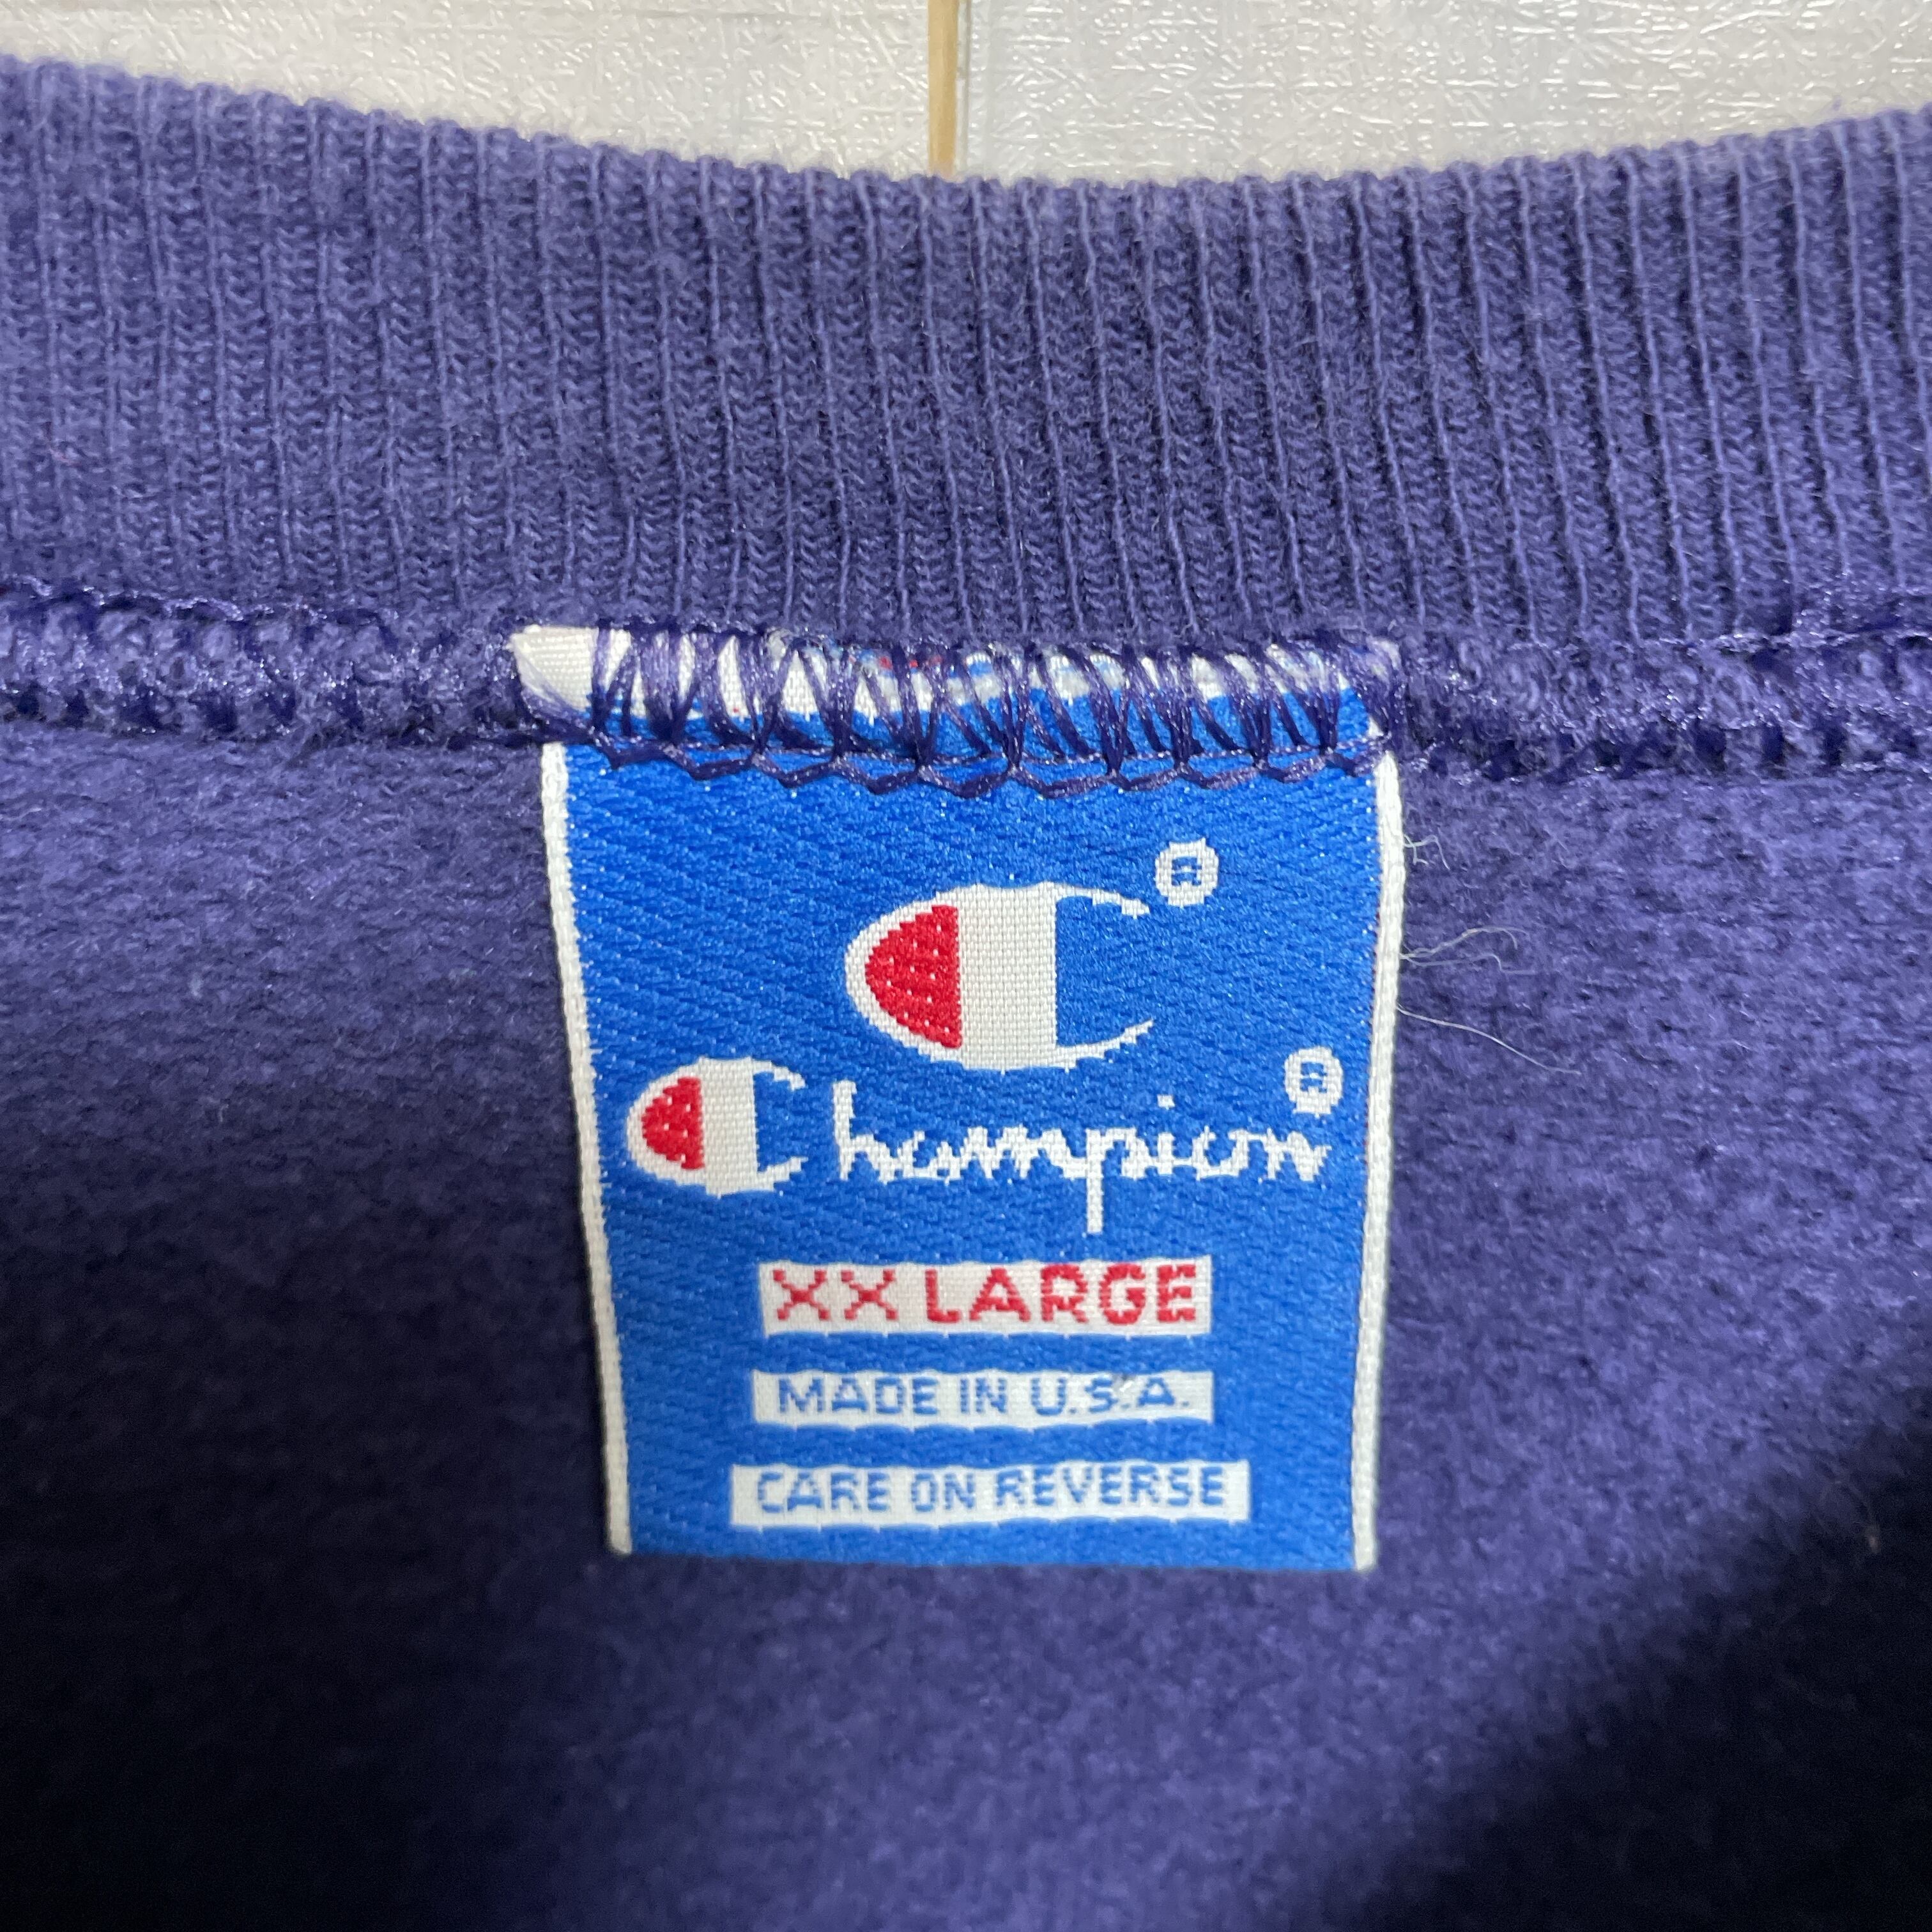 C®
Champion®
XX LARGE
MADE IN U.S.A.
CARE ON REVERSE